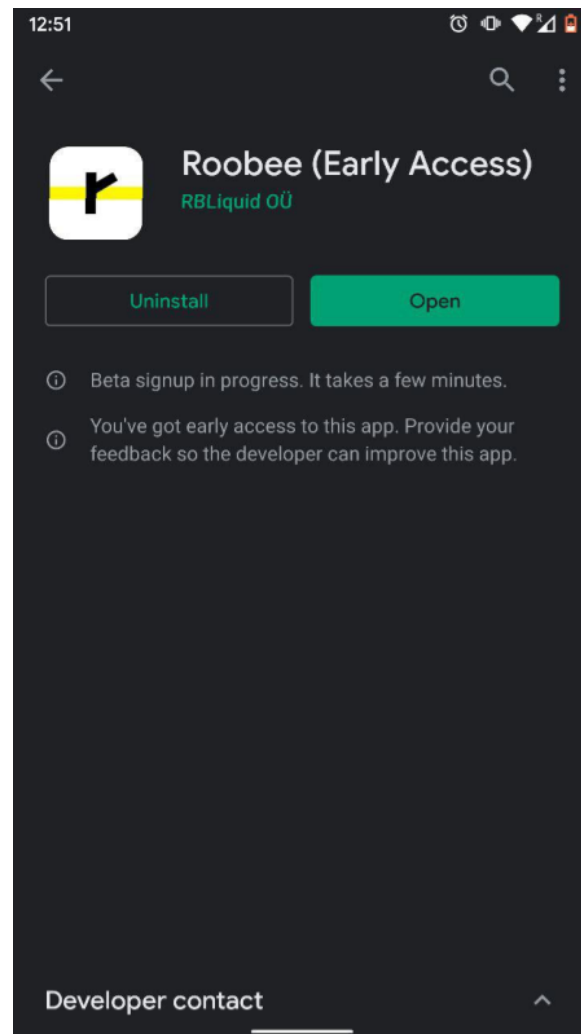 12:51
R
Roobee (Early Access)
RBLiquid OÜ
Uninstall
Open
Beta signup in progress. It takes a few minutes.
You've got early access to this app. Provide your
feedback so the developer can improve this app.
Developer contact